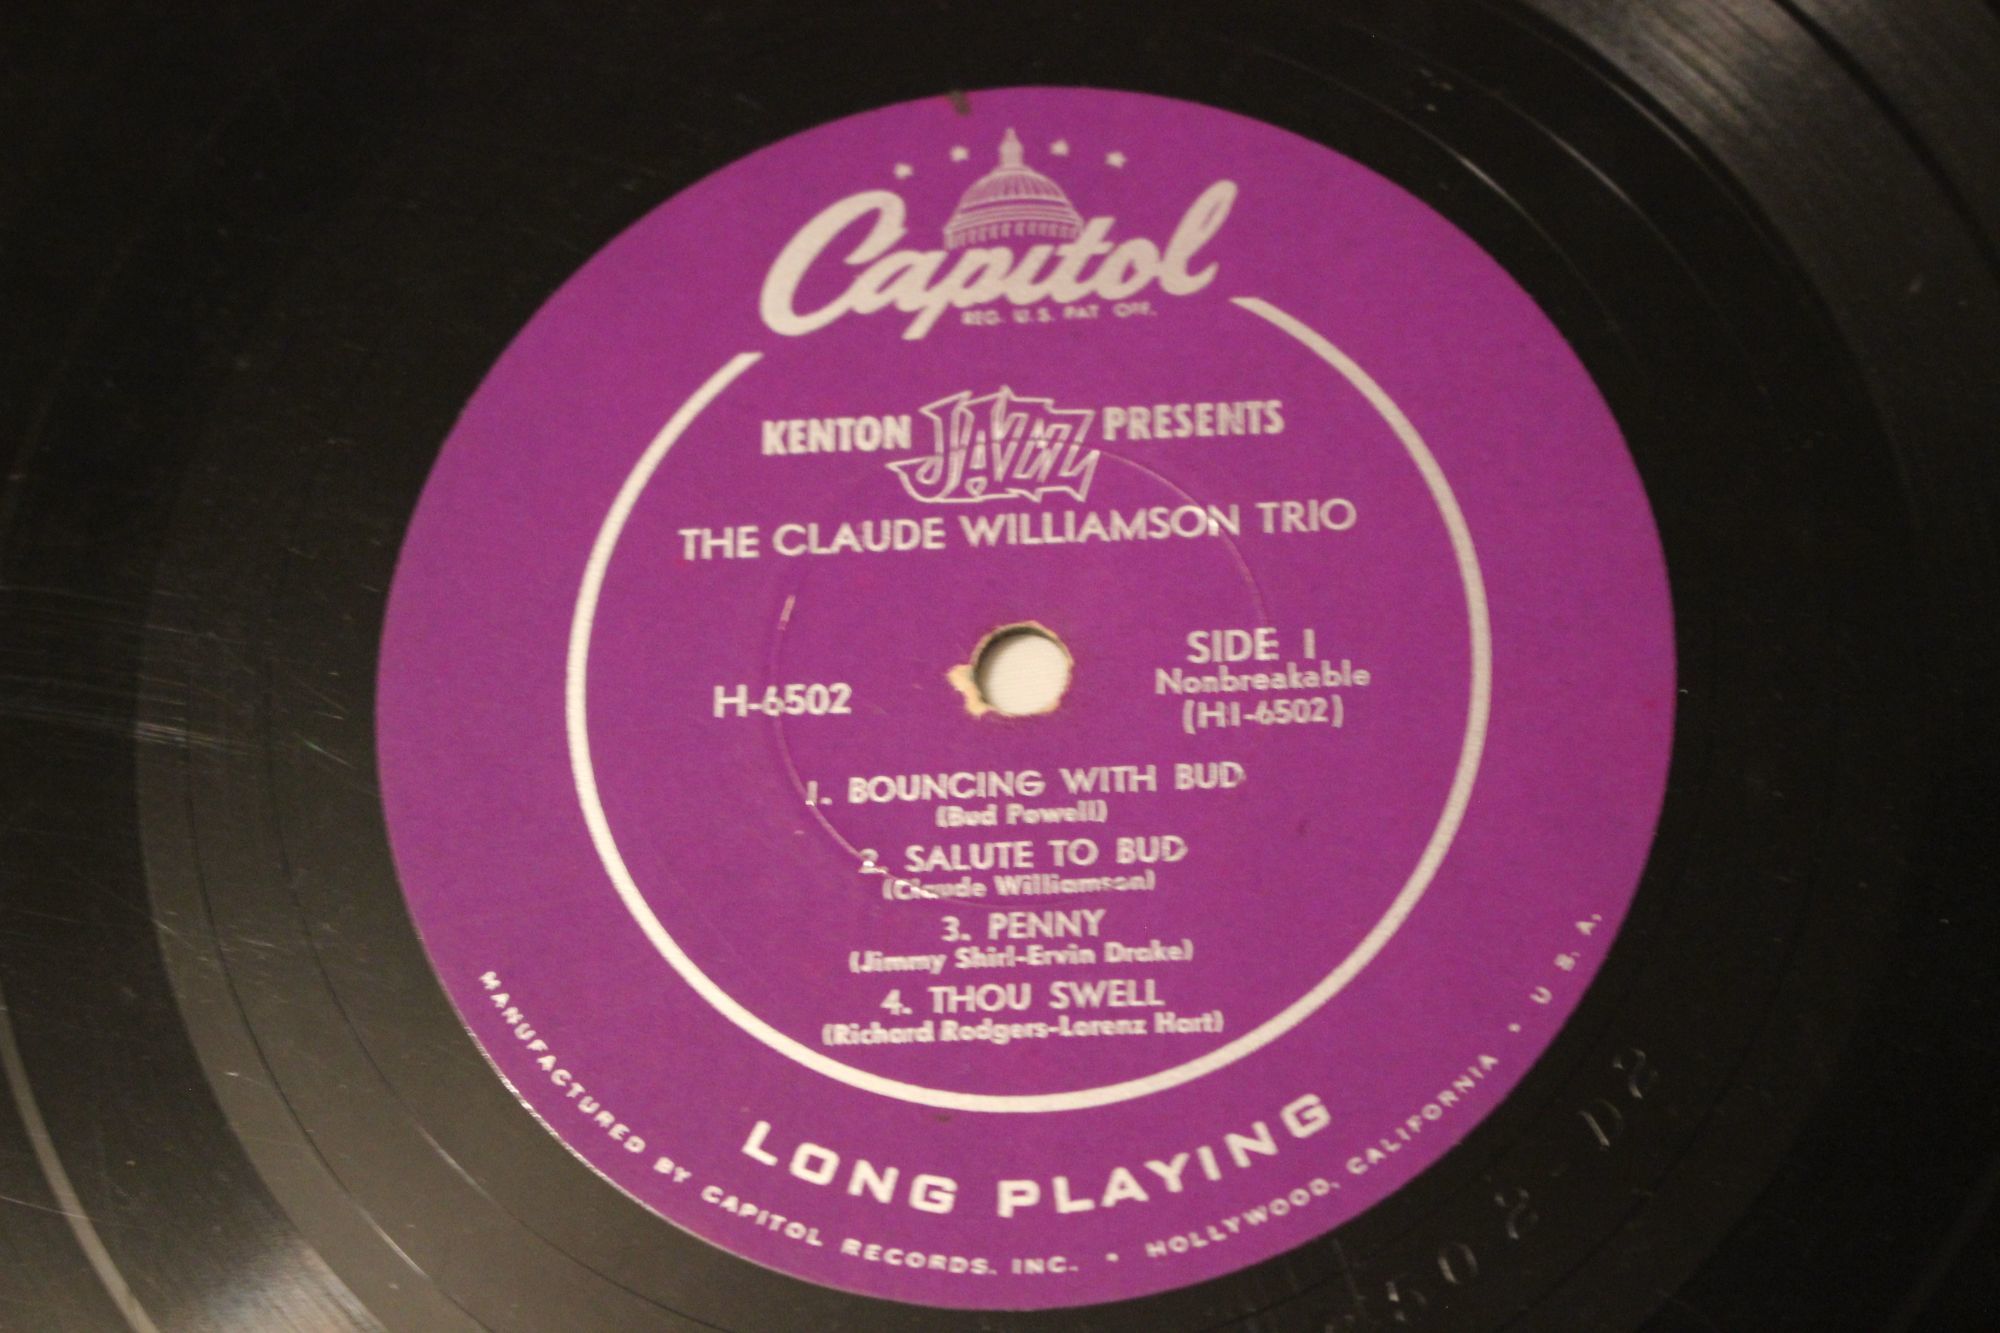 Capitol
REG. U.S. PAT. OFF.
KENTON JAZZ PRESENTS
THE CLAUDE WILLIAMSON TRIO
SIDE 1
Nonbreakable
H-6502
(H1-6502)
1. BOUNCING WITH BUD
(Bud Powell)
2. SALUTE TO BUD
(Claude Williamson)
3. PENNY
(Jimmy Shirl-Ervin Drake)
4. THOU SWELL
(Richard Rodgers-Lorenz Hart)
LONG PLAYING
MANUFACTURED BY CAPITOL RECORDS, INC. • HOLLYWOOD, CALIFORNIA • U.S.A.